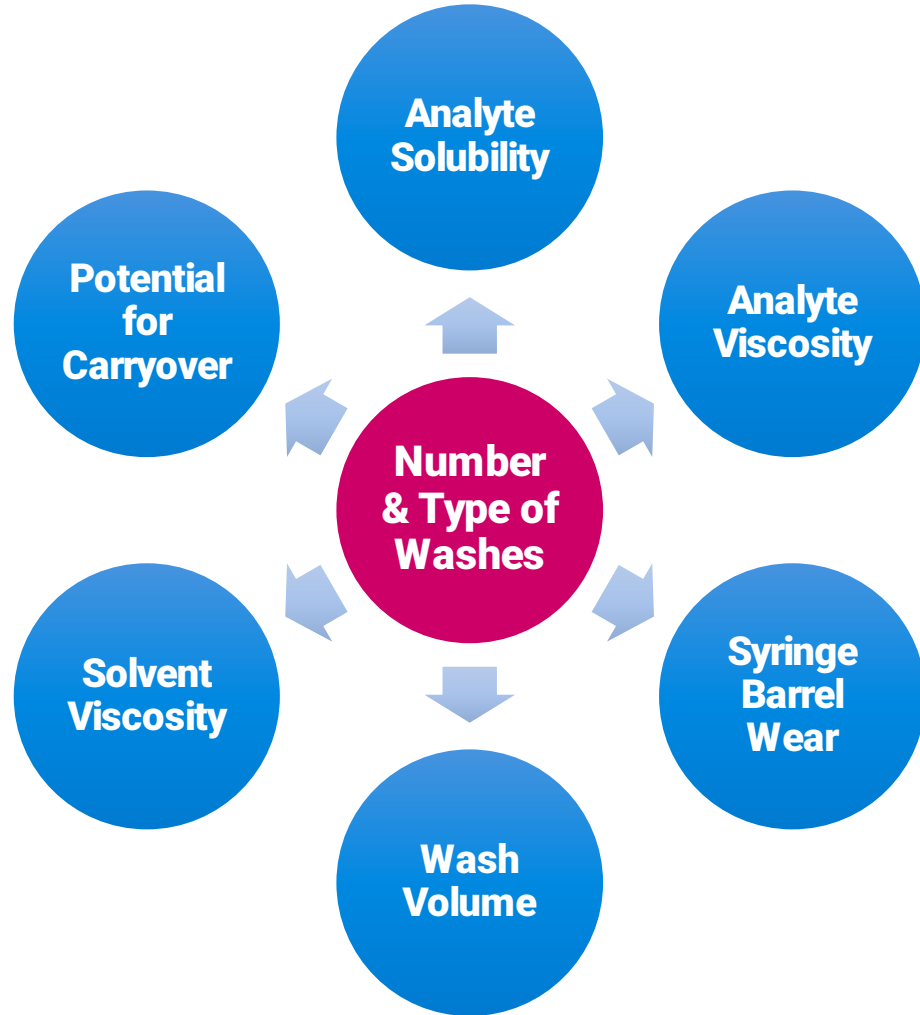 Analyte
Solubility
Potential
for
Carryover
Analyte
Viscosity
Number
& Type of
Washes
Solvent
Viscosity
Syringe
Barrel
Wear
Wash
Volume